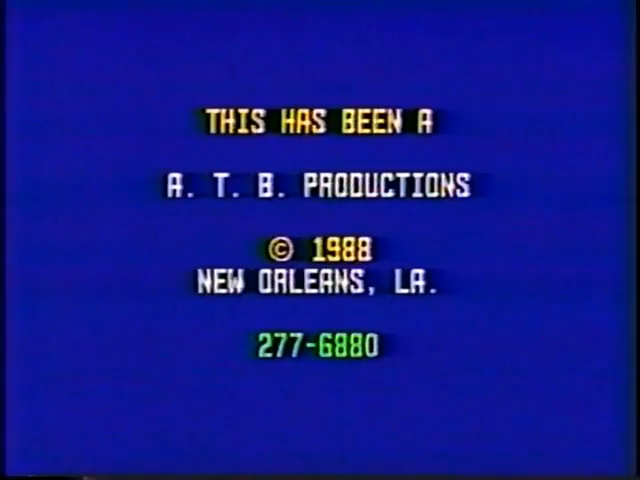 THIS HAS BEEN A
A. T. B. PRODUCTIONS
© 1988
NEW ORLEANS, LA.
277-6880